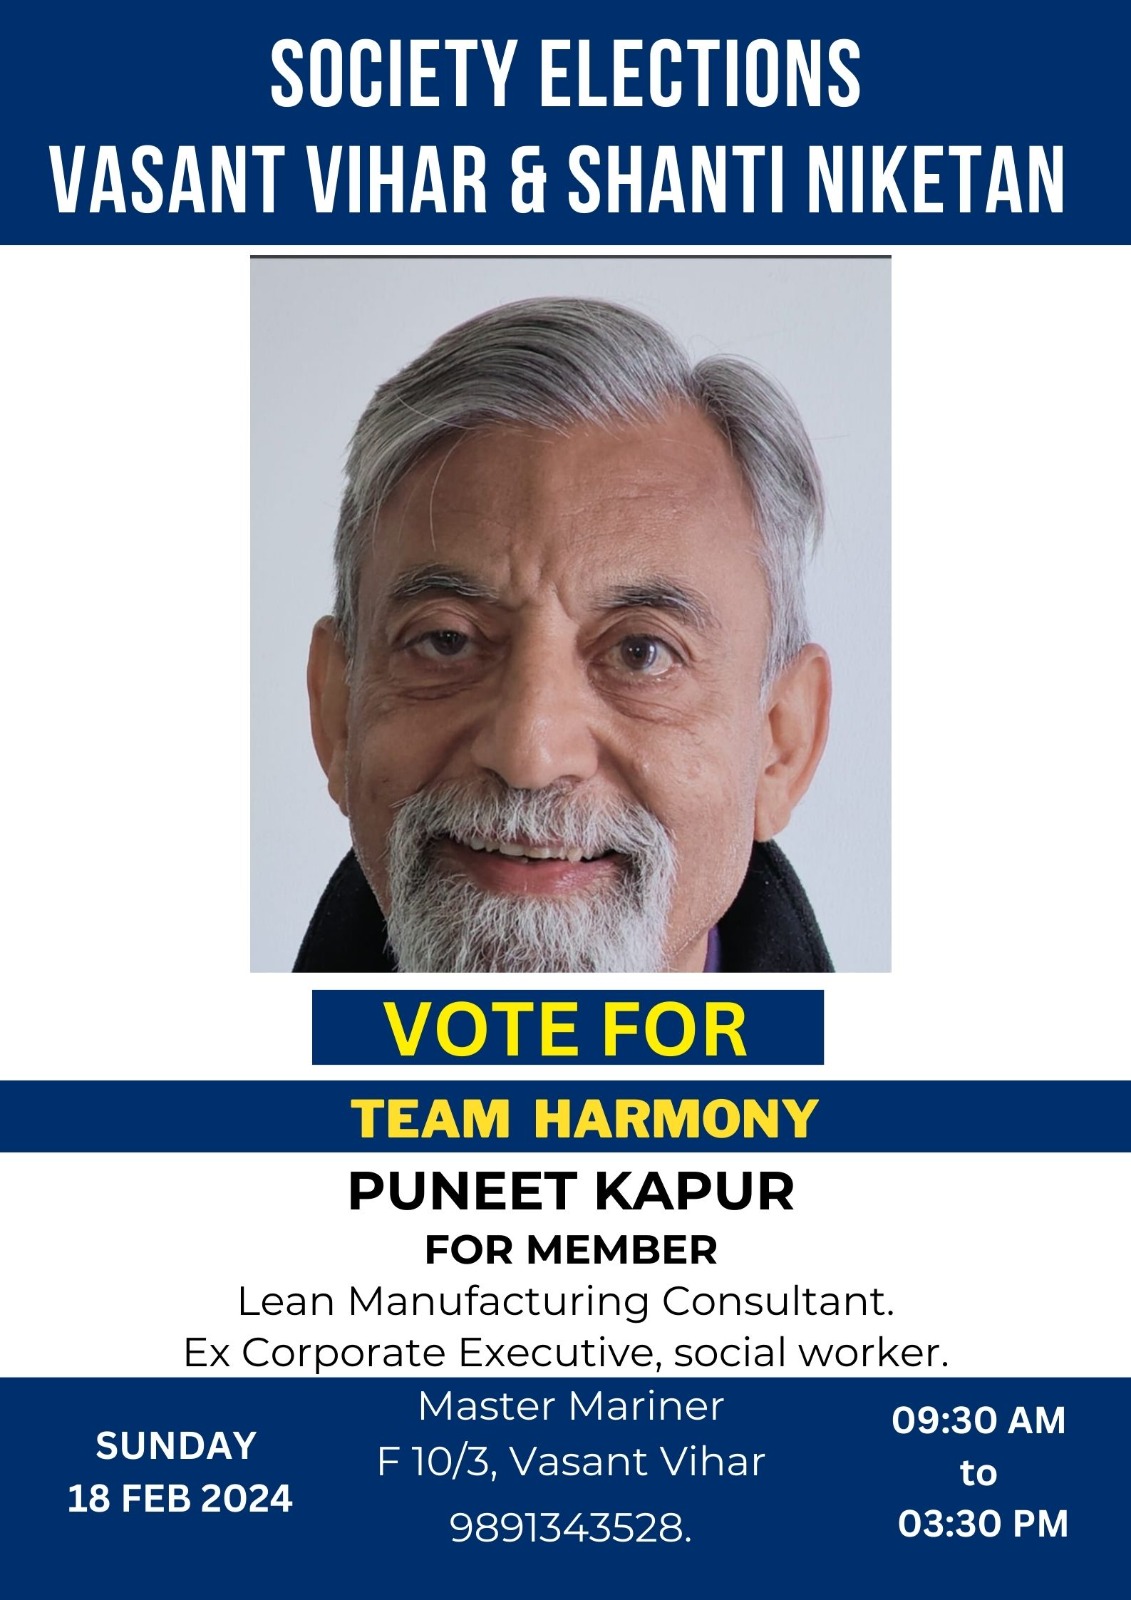 SOCIETY ELECTIONS
VASANT VIHAR & SHANTI NIKETAN
VOTE FOR
TEAM HARMONY
PUNEET KAPUR
FOR MEMBER
Lean Manufacturing Consultant.
Ex Corporate Executive, social worker.
Master Mariner
F 10/3, Vasant Vihar
9891343528.
SUNDAY
18 FEB 2024
09:30 AM
to
03:30 PM